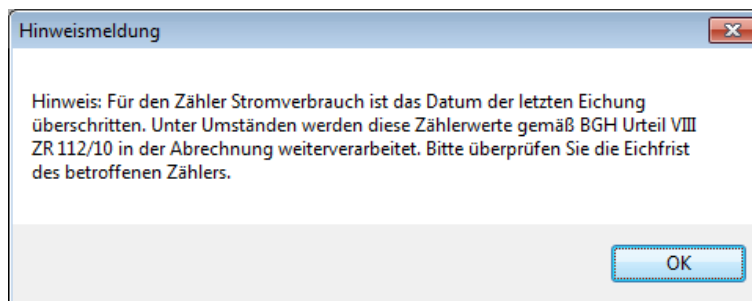 Hinweismeldung
Hinweis: Für den Zähler Stromverbrauch ist das Datum der letzten Eichung
überschritten. Unter Umständen werden diese Zählerwerte gemäß BGH Urteil VIII
ZR 112/10 in der Abrechnung weiterverarbeitet. Bitte überprüfen Sie die Eichfrist
des betroffenen Zählers.
OK